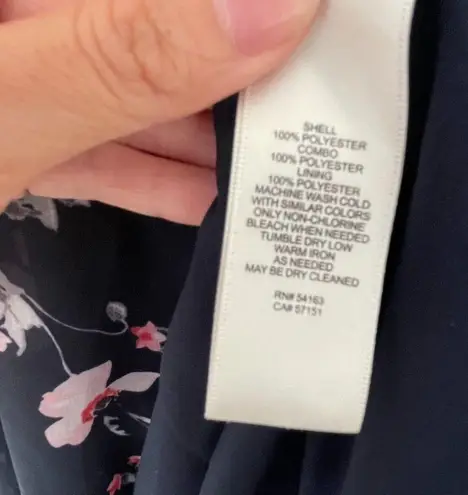 SHELL
100% POLYESTER
COMBO
100% POLYESTER
LINING
100% POLYESTER
MACHINE WASH COLD
WITH SIMILAR COLORS
ONLY NON-CHLORINE
BLEACH WHEN NEEDED
TUMBLE DRY LOW
WARM IRON
AS NEEDED
MAY BE DRY CLEANED
RN# 54163
CA# 57151